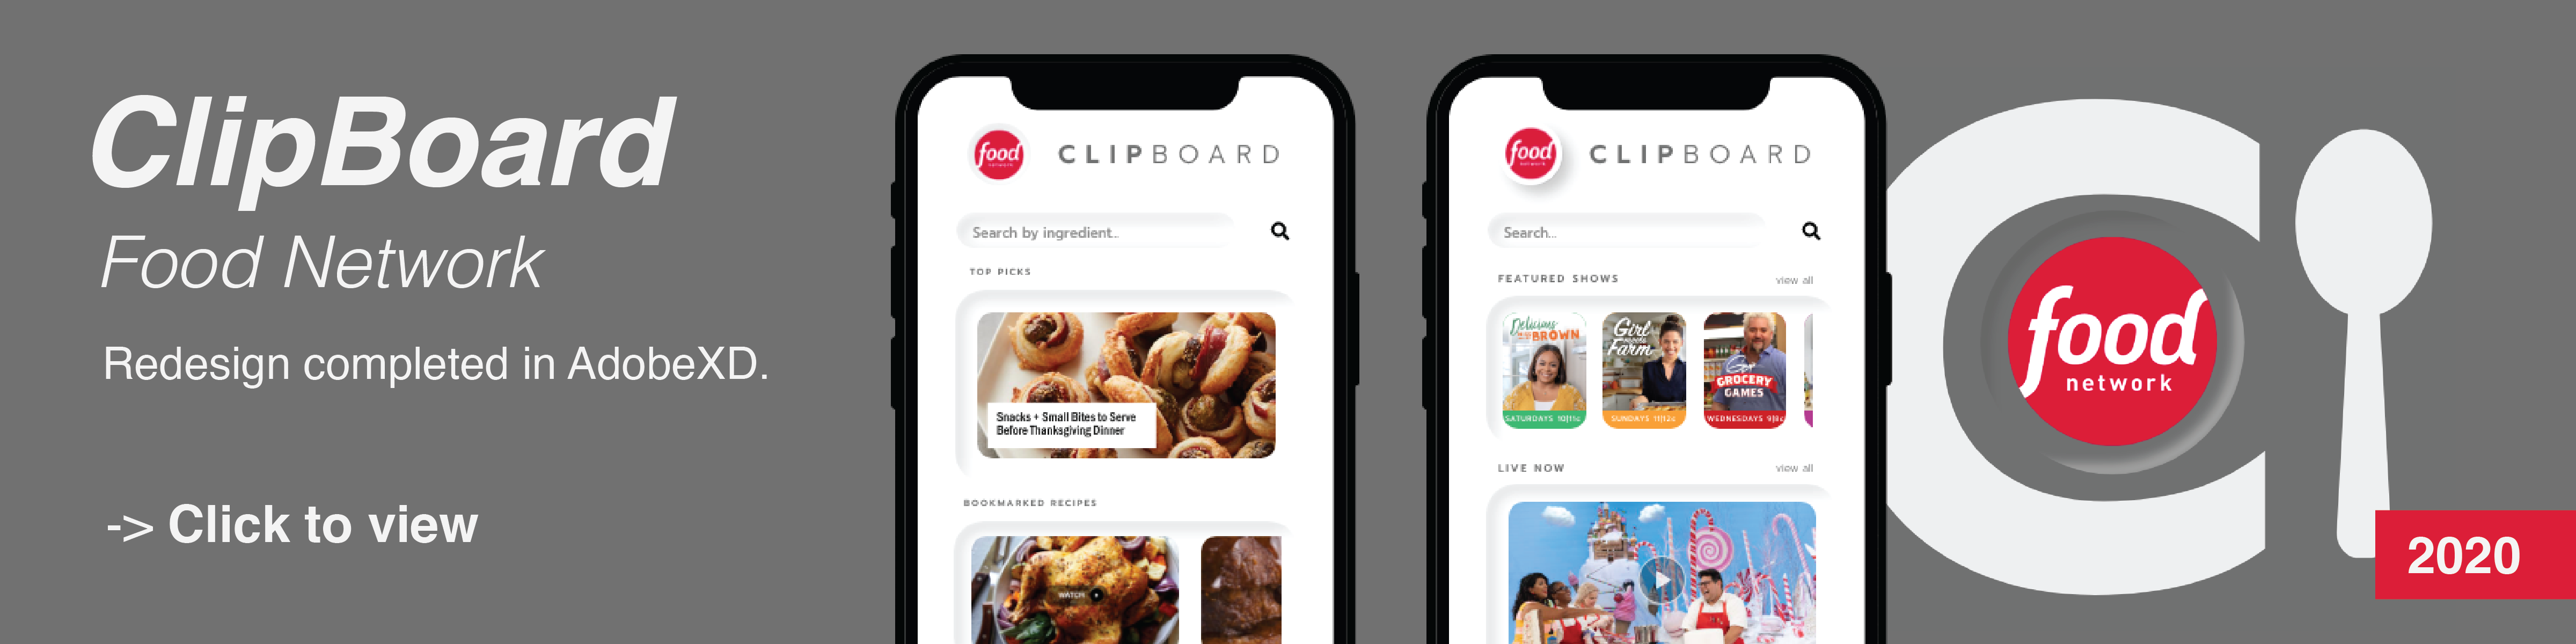 ClipBoard
Food Network
Redesign completed in AdobeXD.
-> Click to view
food
network
CLIPBOARD
Search by ingredient..
TOP PICKS
Snacks + Small Bites to Serve
Before Thanksgiving Dinner
BOOKMARKED RECIPES
WATCH
food
network
CLIPBOARD
Search...
FEATURED SHOWS
view all
Delicious
BROWN
SATURDAYS 10|11c
Girl
Farm
SUNDAYS 11|12c
Guy's
GROCERY
GAMES
WEDNESDAYS 9|8c
LIVE NOW
view all
food
network
2020